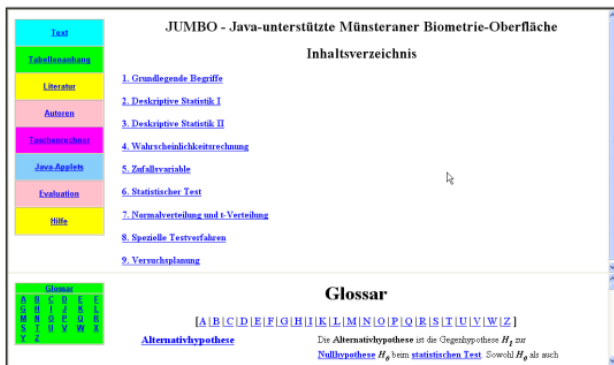 Text
Tabellenanhang
Literatur
Autoren
Taschenrechner
Java-Applets
Evaluation
Hilfe
JUMBO - Java-unterstützte Münsteraner Biometrie-Oberfläche
Inhaltsverzeichnis
1. Grundlegende Begriffe
2. Deskriptive Statistik I
3. Deskriptive Statistik II
4. Wahrscheinlichkeitsrechnung
5. Zufallsvariable
6. Statistischer Test
7. Normalverteilung und t-Verteilung
8. Spezielle Testverfahren
9. Versuchsplanung
Glossar
A B C D E F
G H I J K L
M N O P Q R
S T U V W X
Y Z
Glossar
[A | B | C | D | E | F | G | H | I | K | L | M | N | O | P | Q | R | S | T | U | V | W | Z ]
Alternativhypothese
Die Alternativhypothese ist die Gegenhypothese H1 zur
Nullhypothese H0 beim statistischen Test. Sowohl H0 als auch